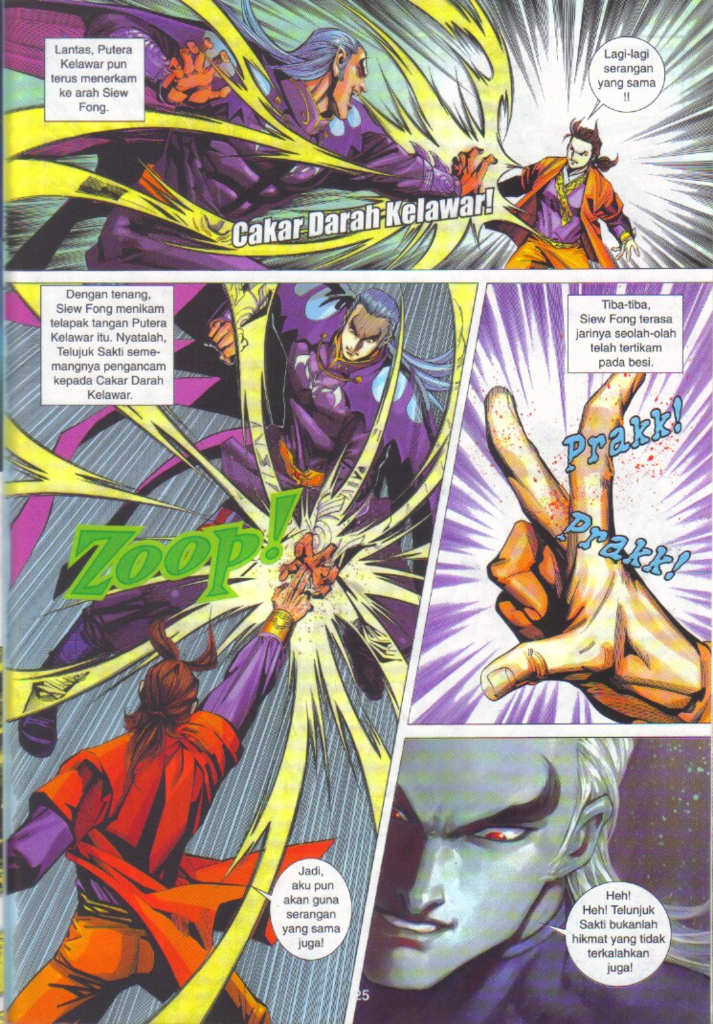 Lantas, Putera
Kelawar pun
terus menerkam
ke arah Siew
Fong.
Lagi-lagi
serangan
yang sama
!!
Cakar Darah Kelawar!
Dengan tenang,
Siew Fong menikam
telapak tangan Putera
Kelawar itu. Nyatalah,
Telujuk Sakti seme-
mangnya pengancam
kepada Cakar Darah
Kelawar.
Zoop!
Jadi,
aku pun
akan guna
serangan
yang sama
juga!
Tiba-tiba,
Siew Fong terasa
jarinya seolah-olah
telah tertikam
pada besi.
Prakk!
Prakk!
Heh!
Heh! Telunjuk
Sakti bukanlah
hikmat yang tidak
terkalahkan
juga!
25